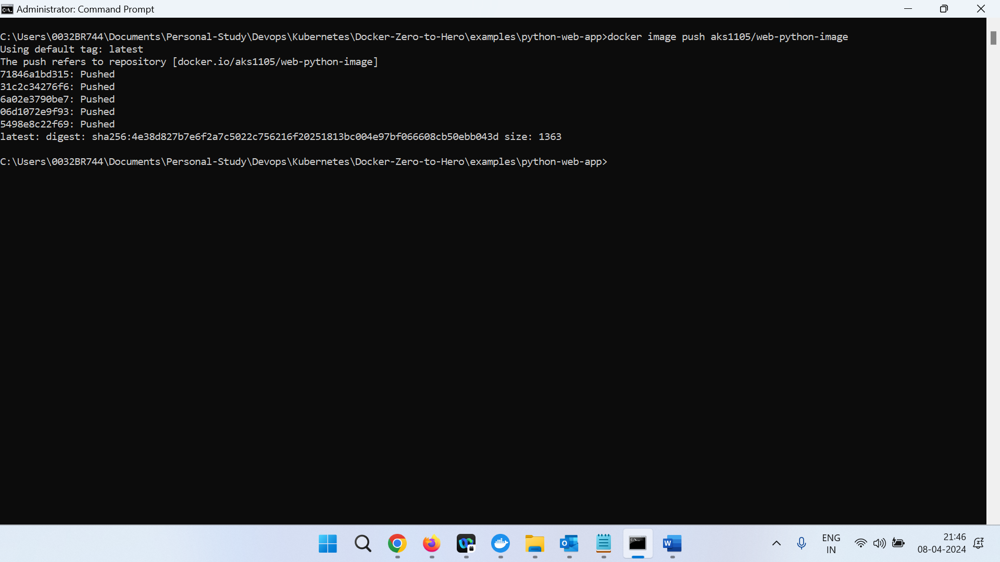 Administrator: Command Prompt
C:\Users\0032BR744\Documents\Personal-Study\Devops\Kubernetes\Docker-Zero-to-Hero\examples\python-web-app>docker image push aks1105/web-python-image
Using default tag: latest
The push refers to repository [docker.io/aks1105/web-python-image]
71846a1bd315: Pushed
31c2c34276f6: Pushed
6a02e3790be7: Pushed
06d1072e9f93: Pushed
5498e8c22f69: Pushed
latest: digest: sha256:4e38d827b7e6f2a7c5022c756216f20251813bc004e97bf066608cb50ebb043d size: 1363
C:\Users\0032BR744\Documents\Personal-Study\Devops\Kubernetes\Docker-Zero-to-Hero\examples\python-web-app>
ENG
IN
21:46
08-04-2024